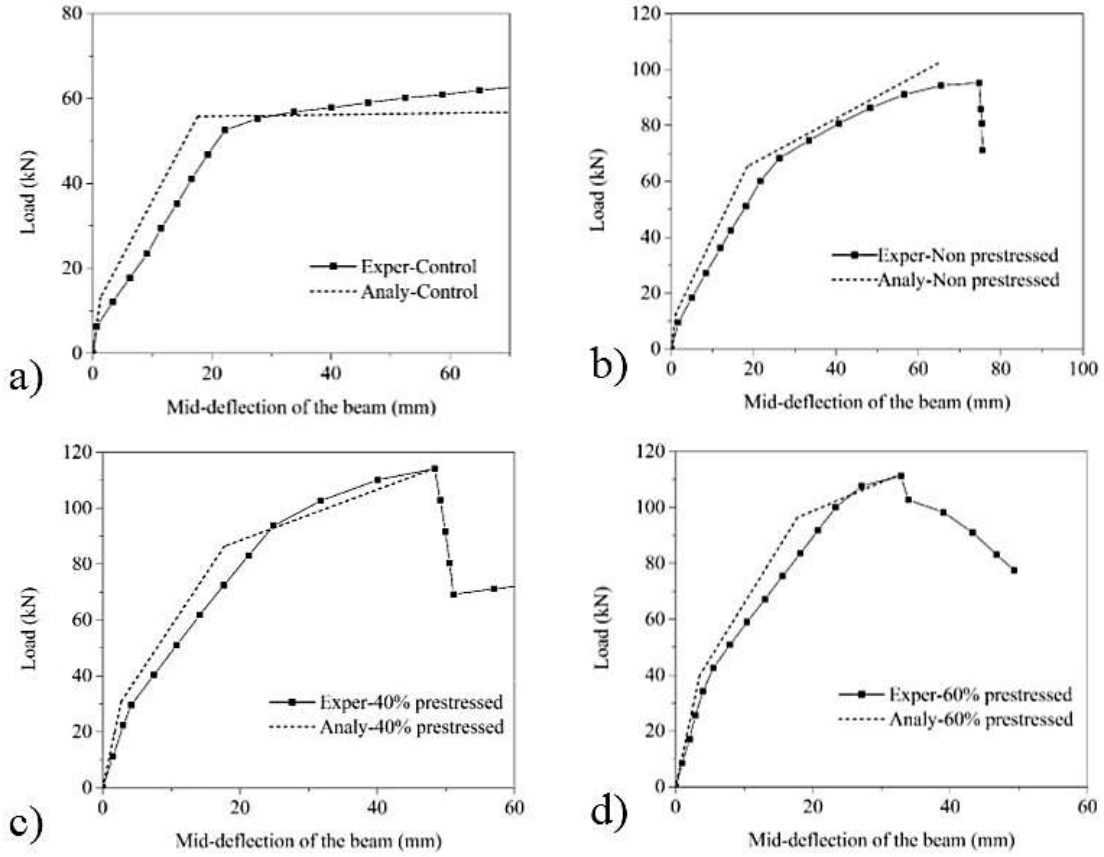 80
60
40
20
0
Load (kN)
Exper-Control
Analy-Control
0 20 40 60
Mid-deflection of the beam (mm)
a)
120
100
80
60
40
20
0
Load (kN)
Exper-Non prestressed
Analy-Non prestressed
0 20 40 60 80 100
Mid-deflection of the beam (mm)
b)
120
100
80
60
40
20
0
Load (kN)
Exper-40% prestressed
Analy-40% prestressed
0 20 40 60
Mid-deflection of the beam (mm)
c)
120
100
80
60
40
20
0
Load (kN)
Exper-60% prestressed
Analy-60% prestressed
0 20 40 60
Mid-deflection of the beam (mm)
d)